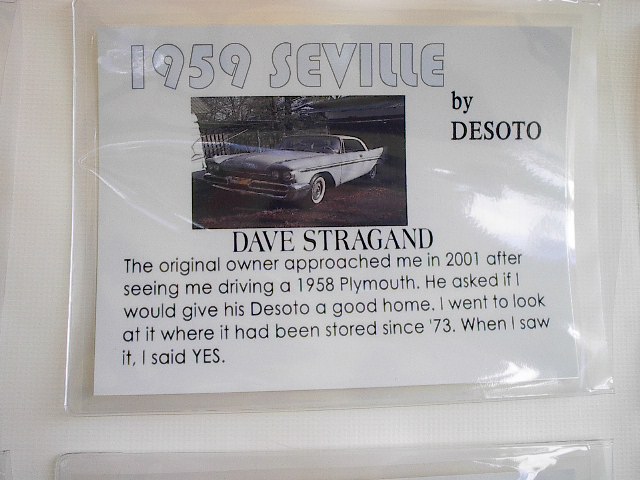 1959 SEVILLE
by
DESOTO
DAVE STRAGAND
The original owner approached me in 2001 after
seeing me driving a 1958 Plymouth. He asked if I
would give his Desoto a good home. I went to look
at it where it had been stored since '73. When I saw
it, I said YES.